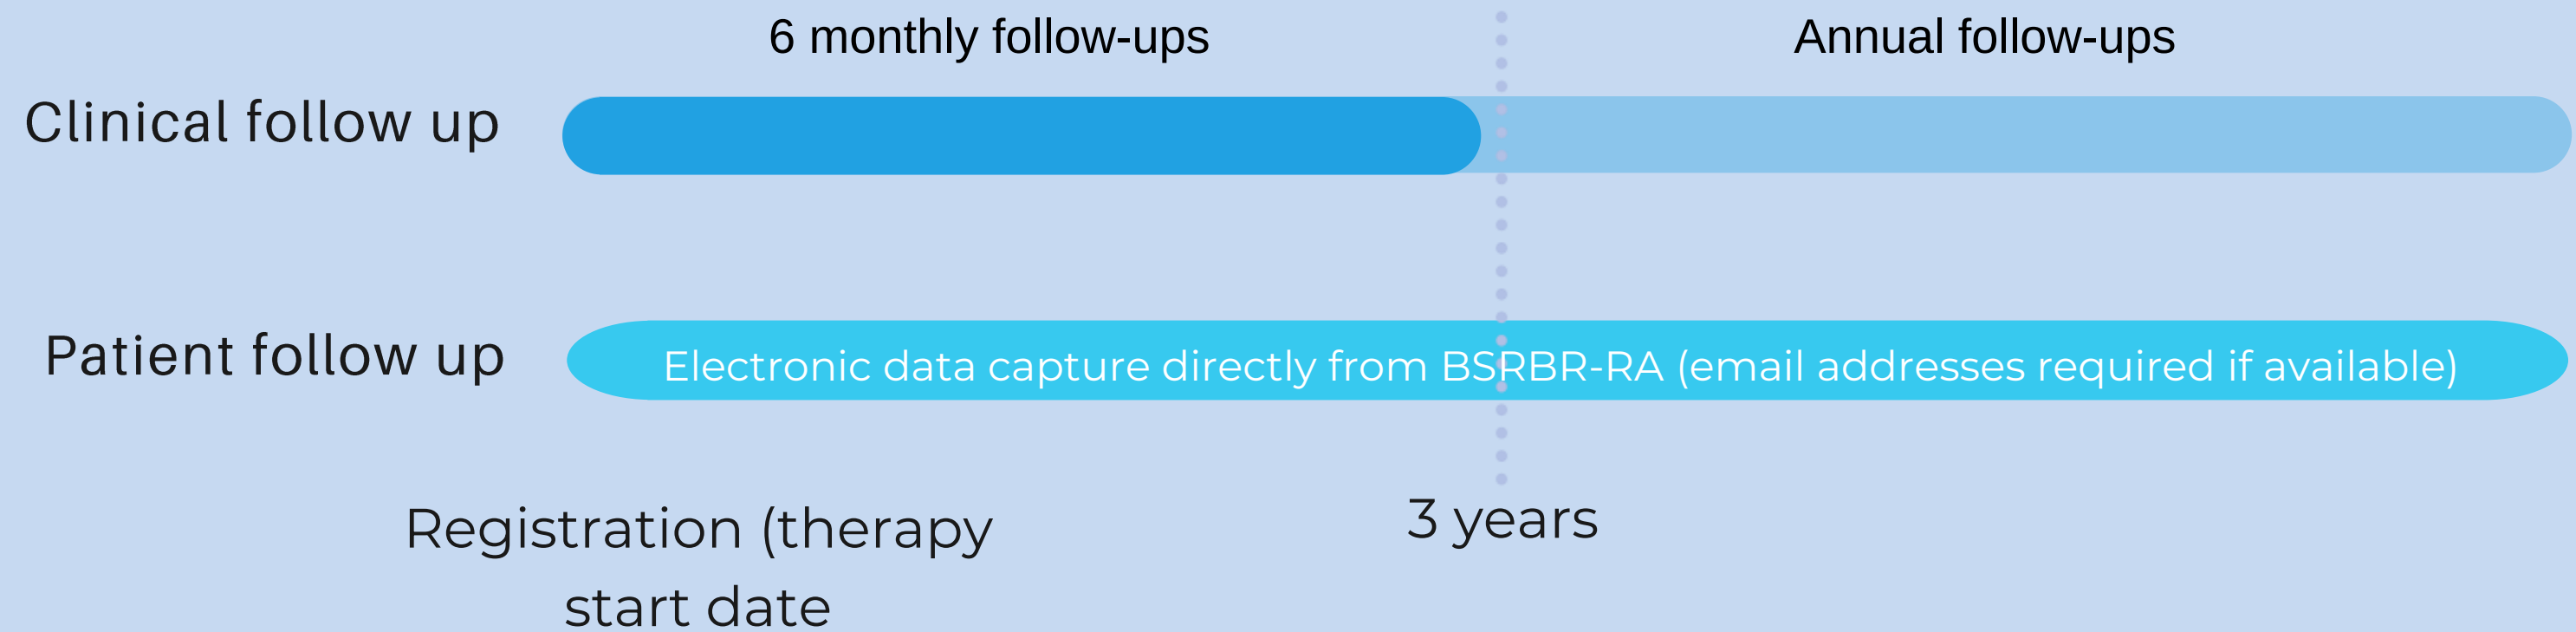 6 monthly follow-ups
Annual follow-ups
Clinical follow up
Patient follow up
Electronic data capture directly from BSRBR-RA (email addresses required if available)
Registration (therapy
start date
3 years